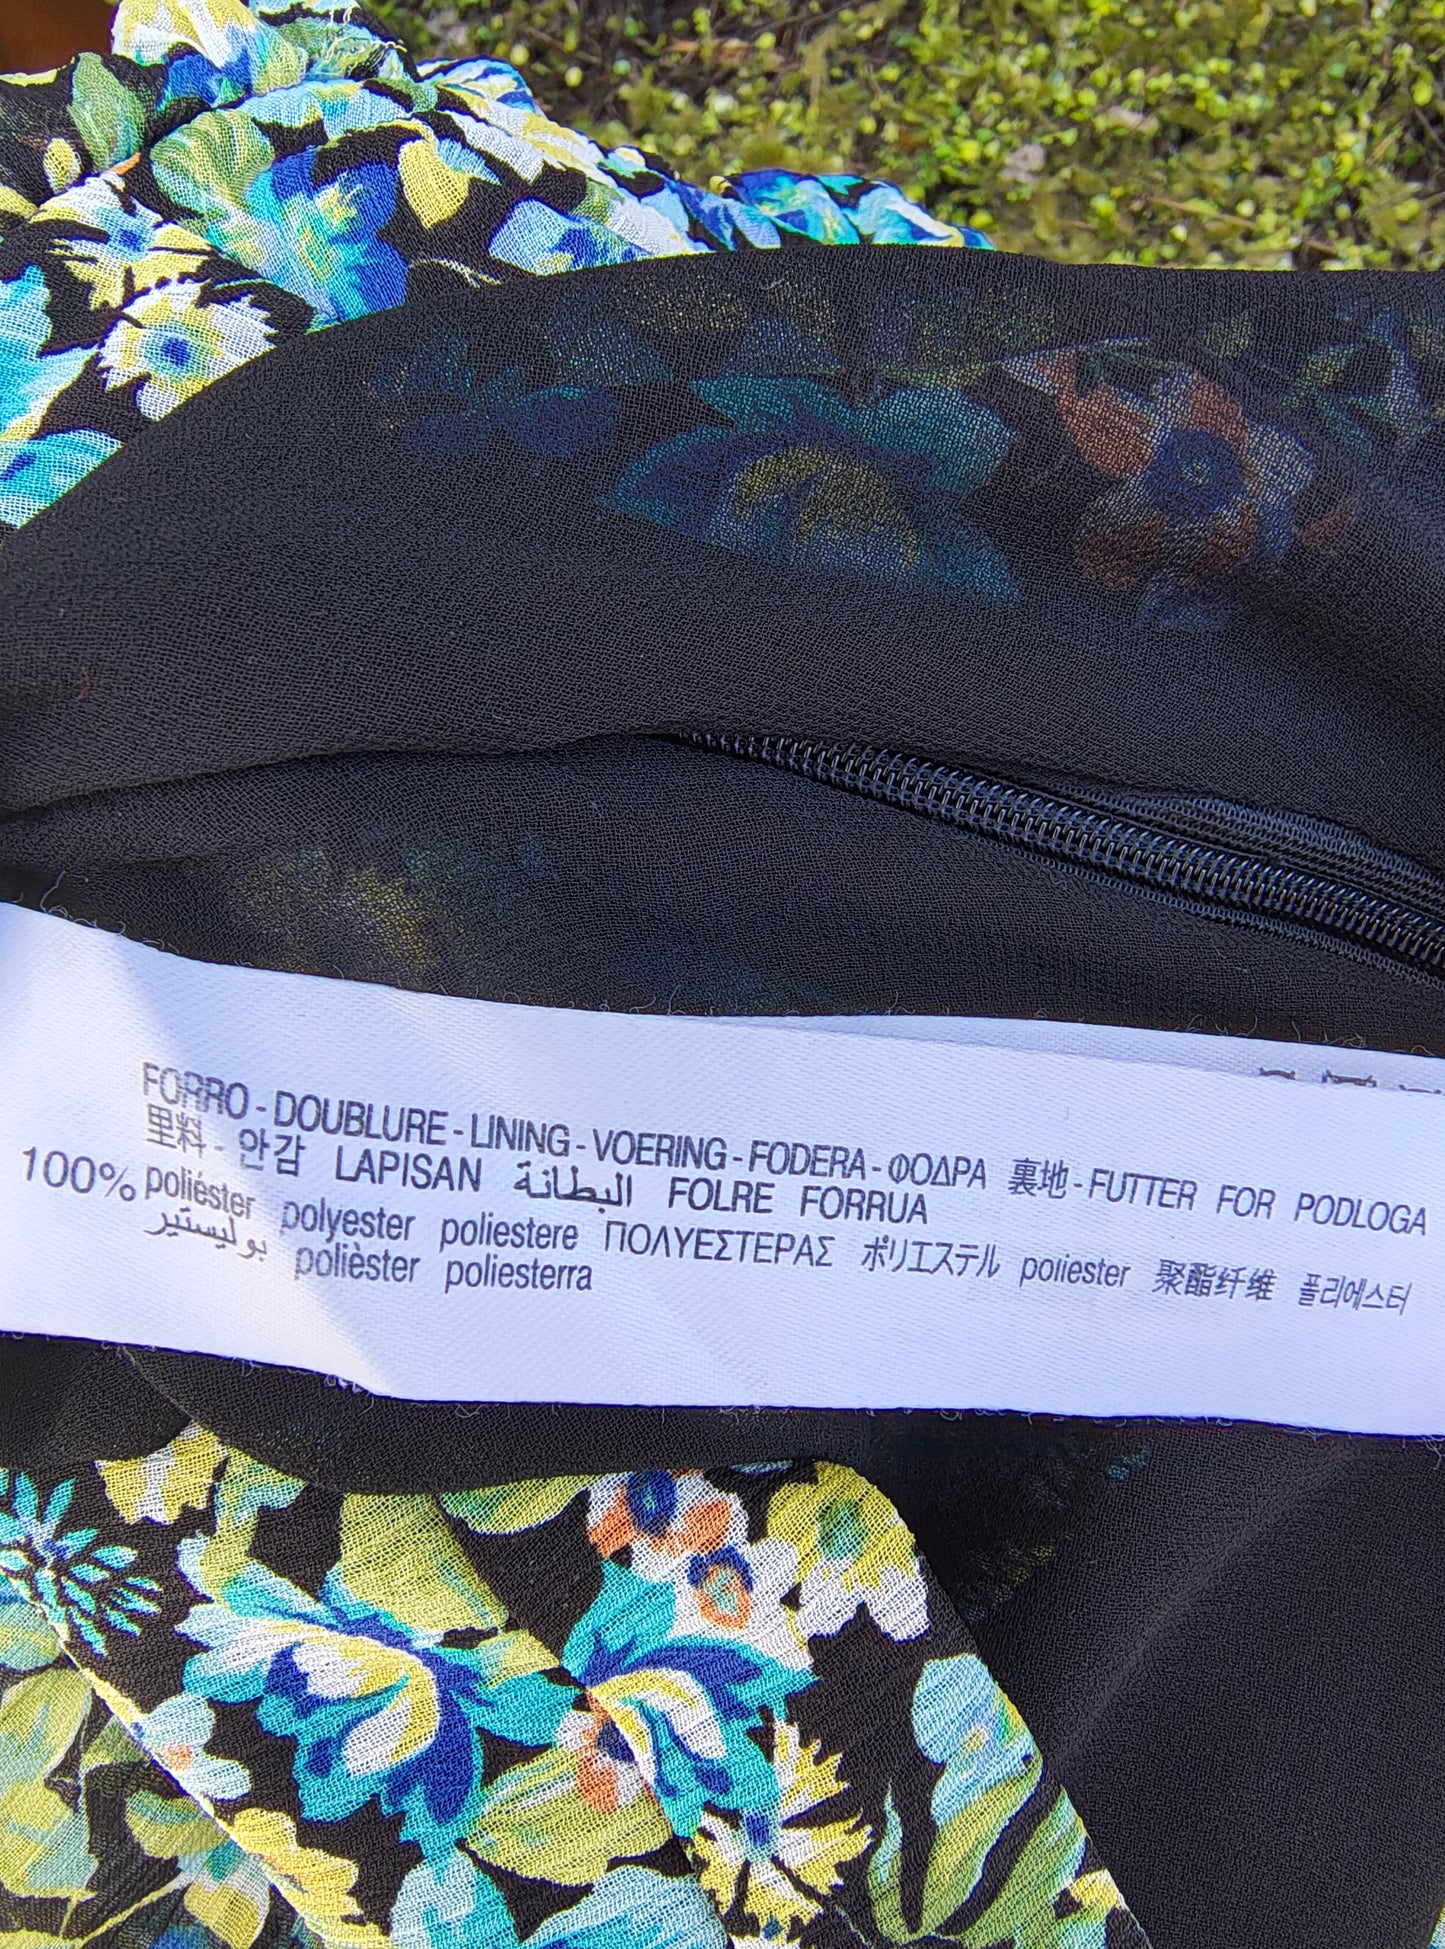 FORRO - DOUBLURE - LINING - VOERING - FODERA - ΦΟΔΡΑ 裏地 - FUTTER FOR PODLOGA
里料 - 안감 LAPISAN البطانة FOLRE FORRUA
100% poliéster polyester poliestere ΠΟΛΥΕΣΤΕΡΑΣ ポリエステル poliester 聚酯纤维 폴리에스터
بوليستير polièster poliesterra